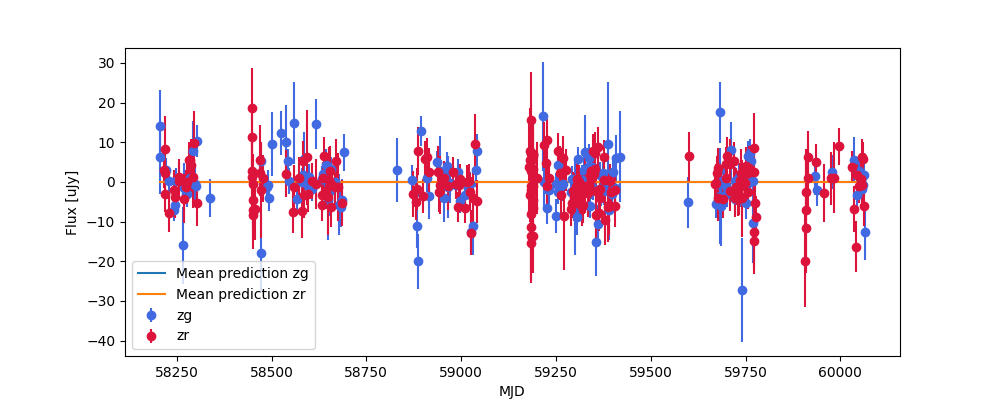 30
20
10
0
−10
−20
−30
−40
Flux [uJy]
Mean prediction zg
Mean prediction zr
zg
zr
58250 58500 58750 59000 59250 59500 59750 60000
MJD